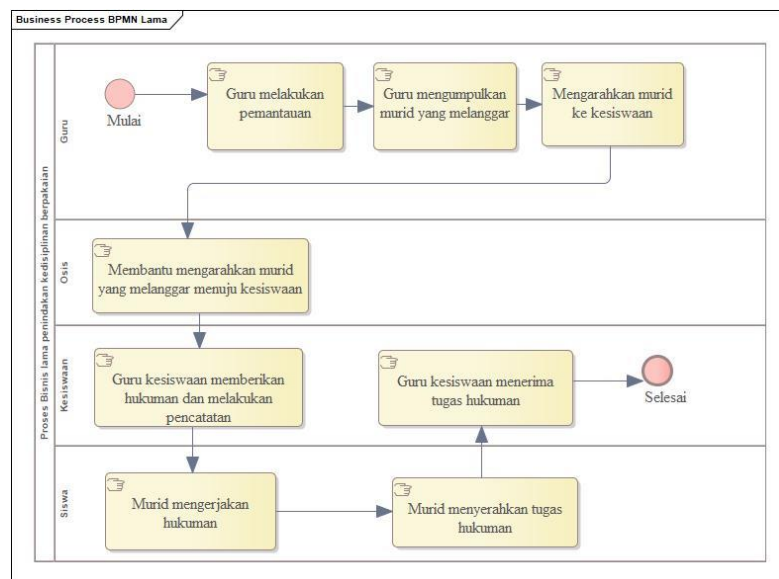 Business Process BPMN Lama
Proses Bisnis lama penindakan kedisiplinan berpakaian
Guru
Mulai
Guru melakukan
pemantauan
Guru mengumpulkan
murid yang melanggar
Mengarahkan murid
ke kesiswaan
Osis
Membantu mengarahkan murid
yang melanggar menuju kesiswaan
Kesiswaan
Guru kesiswaan memberikan
hukuman dan melakukan
pencatatan
Guru kesiswaan menerima
tugas hukuman
Selesai
Siswa
Murid mengerjakan
hukuman
Murid menyerahkan tugas
hukuman